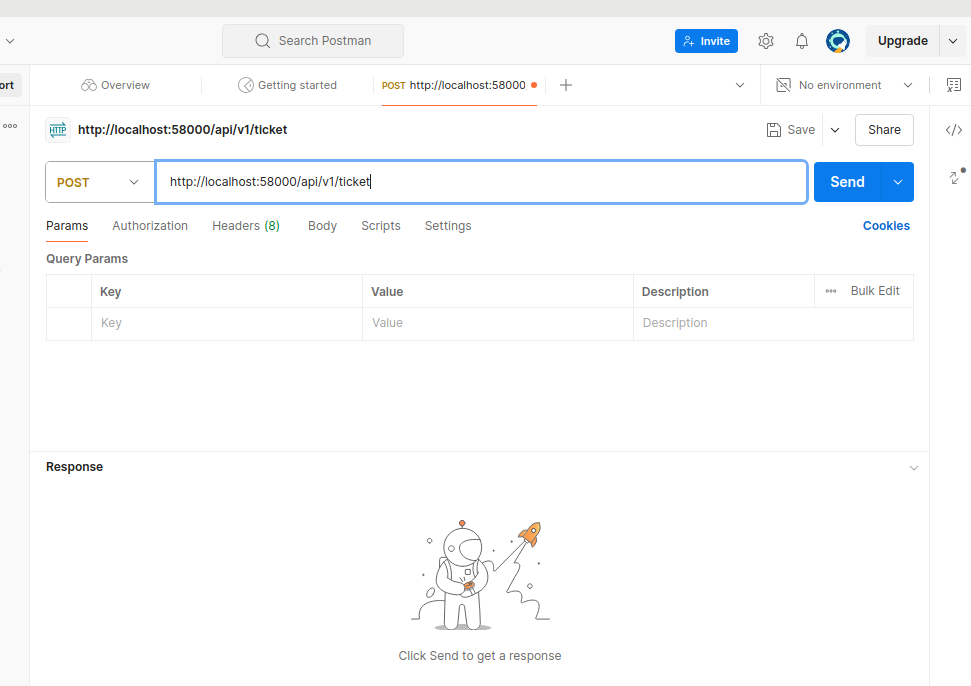 Search Postman
Invite
Upgrade
ort
Overview
Getting started
POST http://localhost:58000
No environment
HTTP
http://localhost:58000/api/v1/ticket
Save
Share
POST
http://localhost:58000/api/v1/ticket
Send
Params
Authorization
Headers (8)
Body
Scripts
Settings
Cookies
Query Params
Key
Value
Description
Bulk Edit
Key
Value
Description
Response
Click Send to get a response